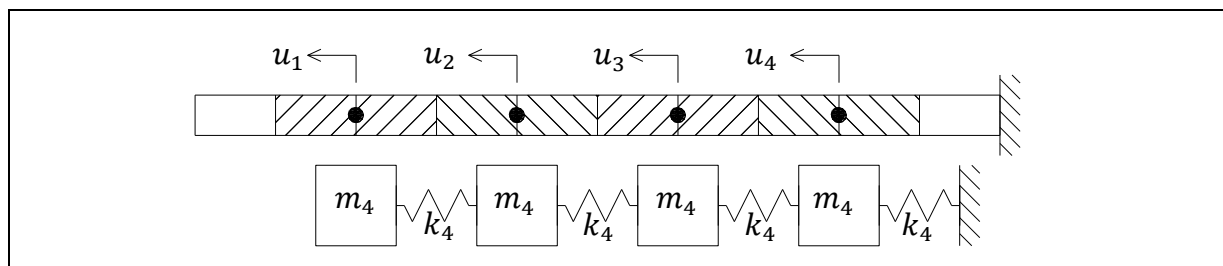 u₁ u₂ u₃ u₄
m₄ m₄ m₄ m₄
k₄ k₄ k₄ k₄